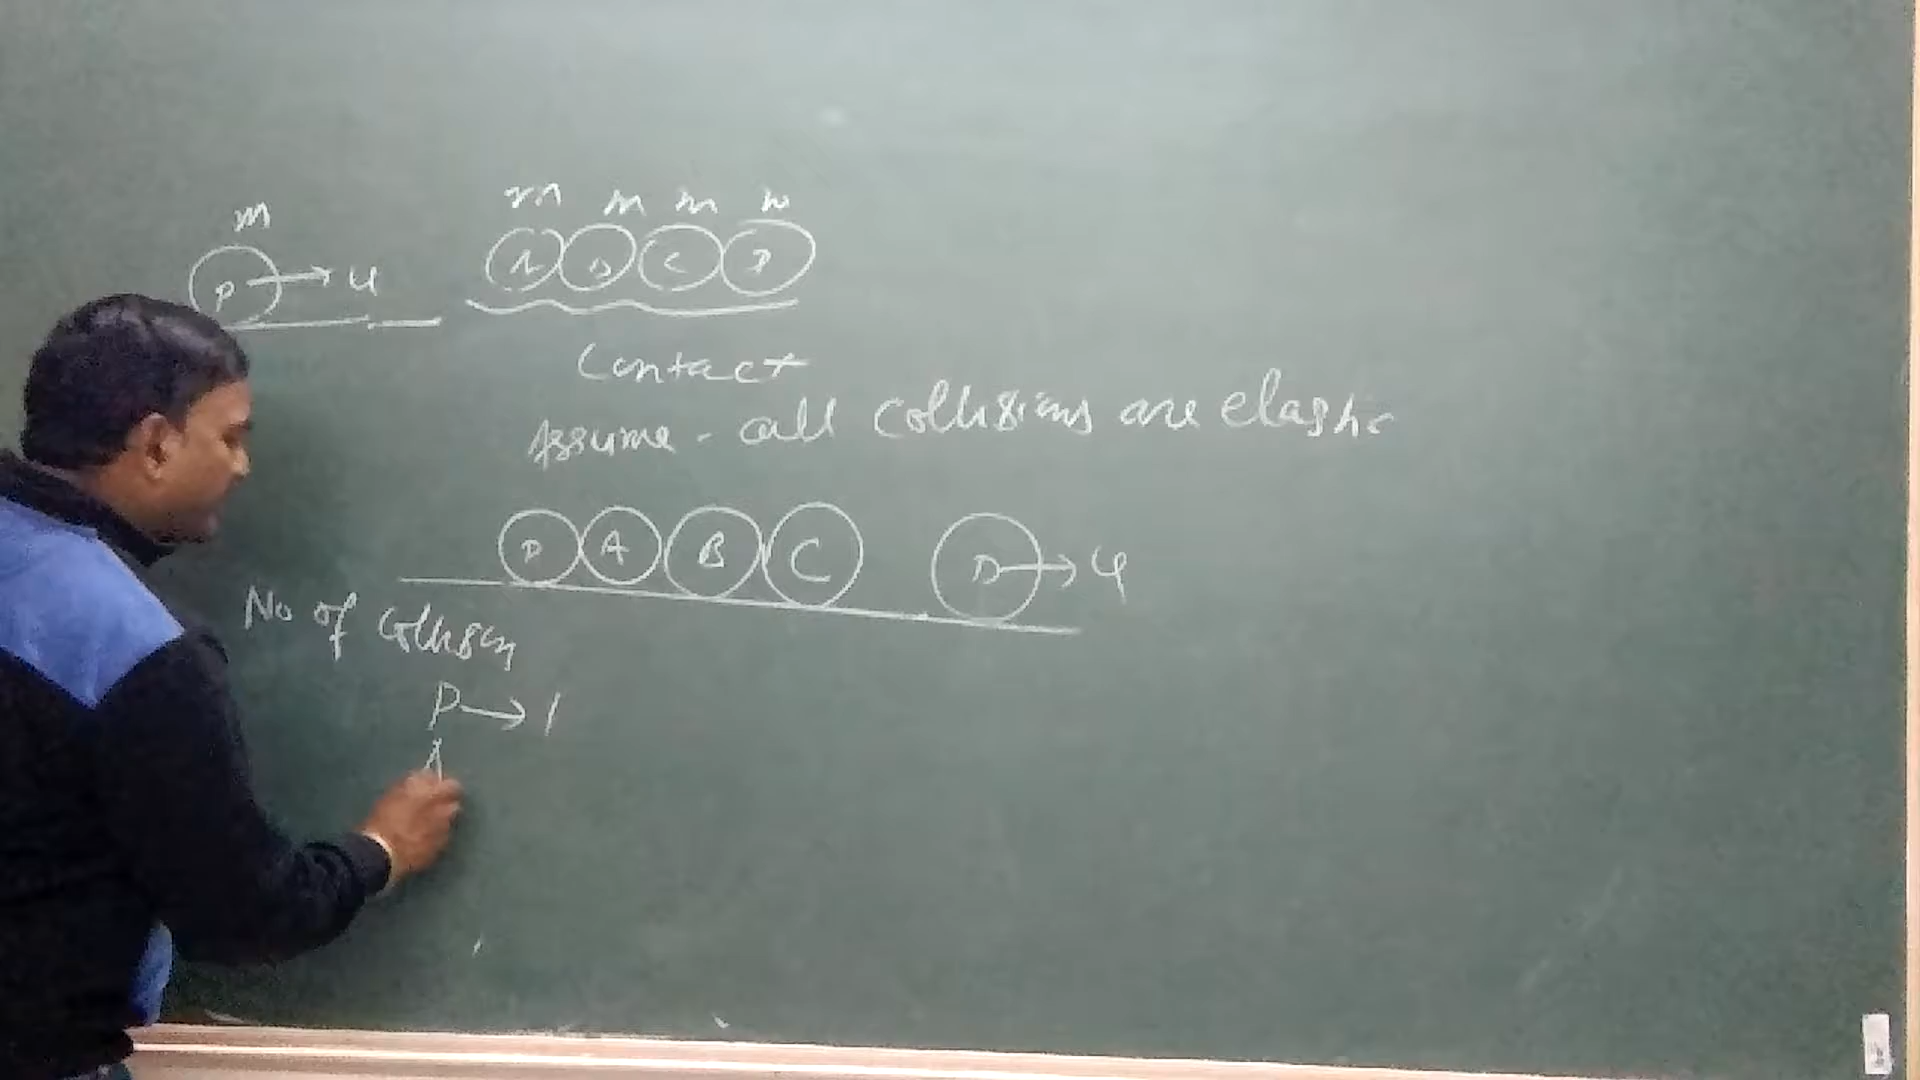 m m m m
P → u A B C D
Contact
Assume - all collisions are elastic
P A B C D → u
No of collision
P → 1
A